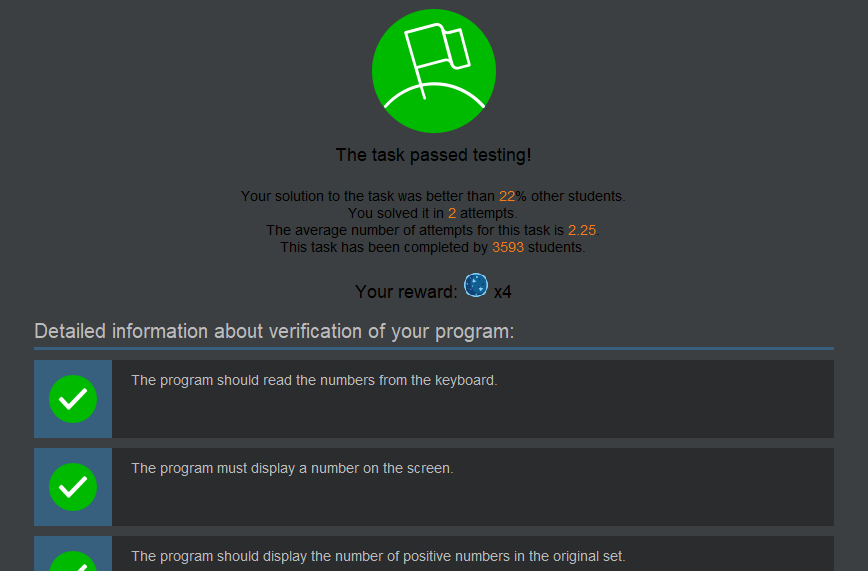 The task passed testing!
Your solution to the task was better than 22% other students.
You solved it in 2 attempts.
The average number of attempts for this task is 2.25.
This task has been completed by 3593 students.
Your reward: x4
Detailed information about verification of your program:
The program should read the numbers from the keyboard.
The program must display a number on the screen.
The program should display the number of positive numbers in the original set.